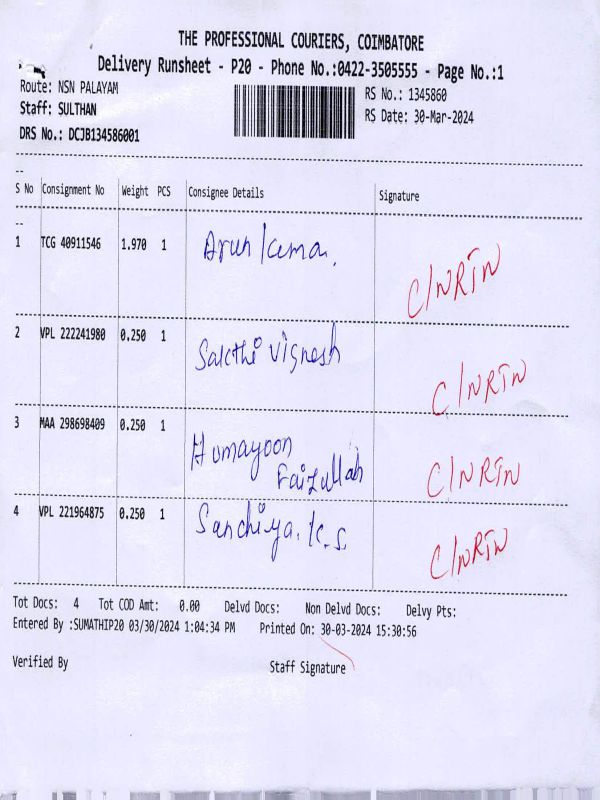 THE PROFESSIONAL COURIERS, COIMBATORE
Delivery Runsheet - P20 - Phone No.:0422-3505555 - Page No.:1
Route: NSN PALAYAM
RS No.: 1345860
Staff: SULTHAN
RS Date: 30-Mar-2024
DRS No.: DCJB134586001
S No Consignment No Weight PCS Consignee Details Signature
1 TCG 40911546 1.970 1 Arun kuma. C/NRTN
2 VPL 222241980 0.250 1 Sakthi Vignesh C/NRTN
3 MAA 298698409 0.250 1 Humayoon Faizullah C/NRTN
4 VPL 221964875 0.250 1 Sanchiya. k.s. C/NRTN
Tot Docs: 4 Tot COD Amt: 0.00 Delvd Docs: Non Delvd Docs: Delvy Pts:
Entered By :SUMATHIP20 03/30/2024 1:04:34 PM Printed On: 30-03-2024 15:30:56
Verified By Staff Signature